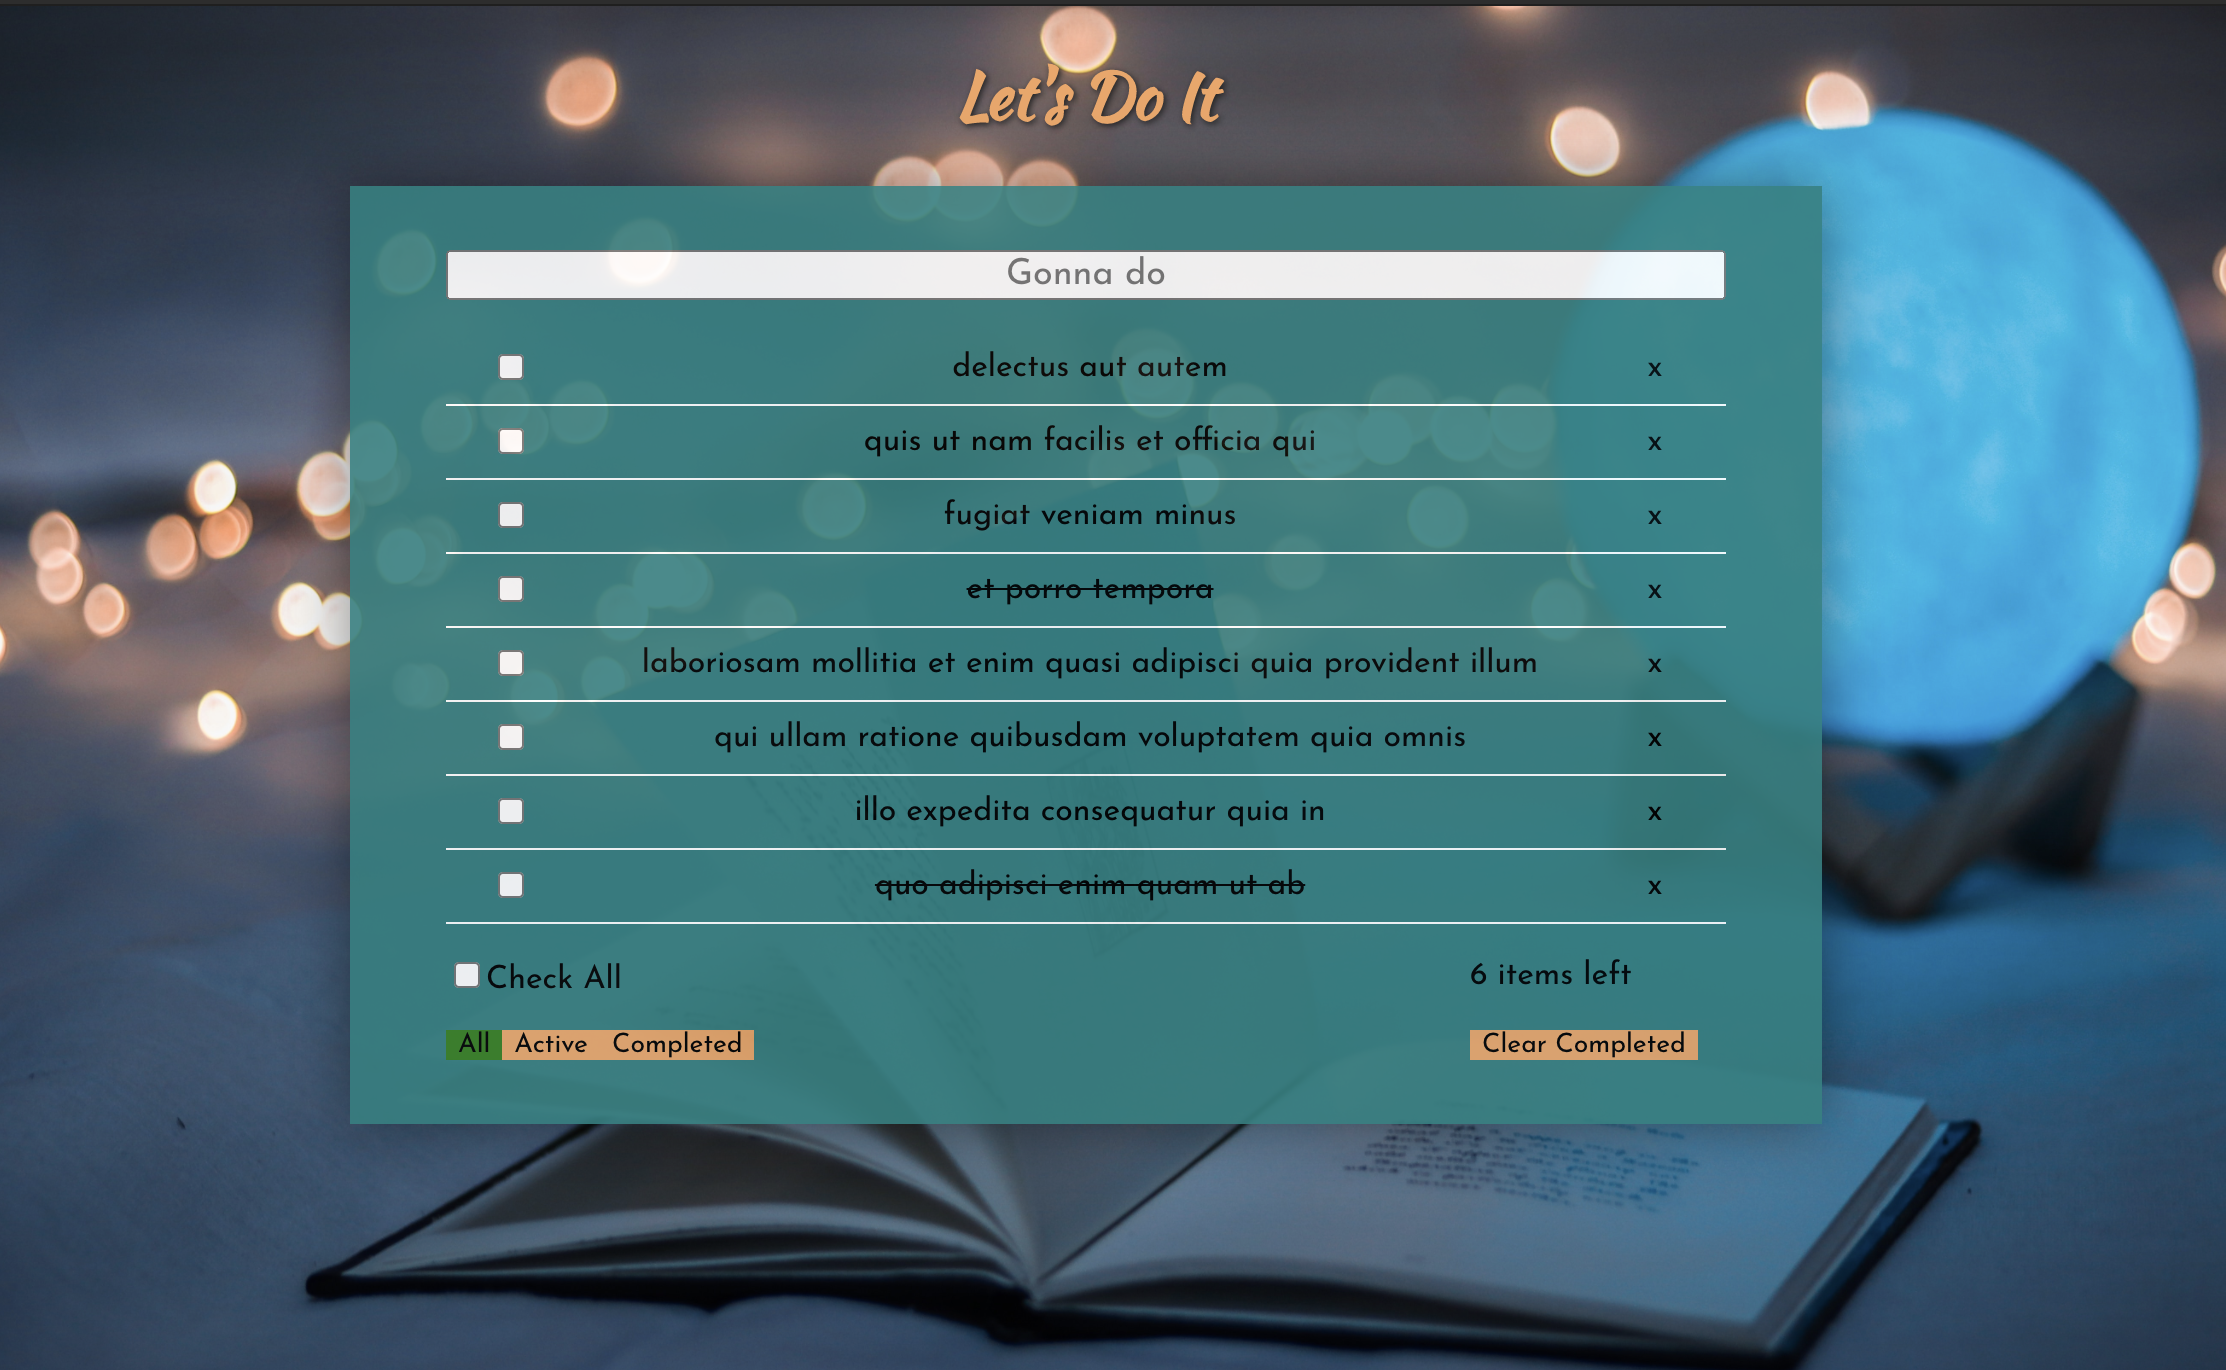 Let's Do It
Gonna do
delectus aut autem x
quis ut nam facilis et officia qui x
fugiat veniam minus x
et porro tempora x
laboriosam mollitia et enim quasi adipisci quia provident illum x
qui ullam ratione quibusdam voluptatem quia omnis x
illo expedita consequatur quia in x
quo adipisci enim quam ut ab x
Check All 6 items left
All Active Completed Clear Completed